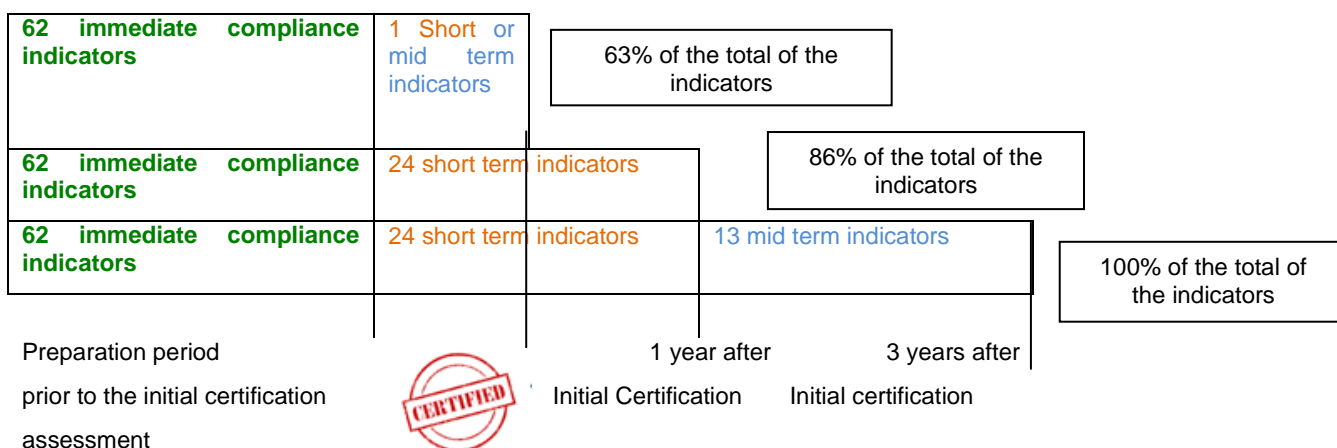 62 immediate compliance
indicators
1 Short or
mid term
indicators
63% of the total of the
indicators
62 immediate compliance
indicators
24 short term indicators
86% of the total of the
indicators
62 immediate compliance
indicators
24 short term indicators
13 mid term indicators
100% of the total of
the indicators
Preparation period
prior to the initial certification
assessment
CERTIFIED
1 year after
Initial Certification
3 years after
Initial certification